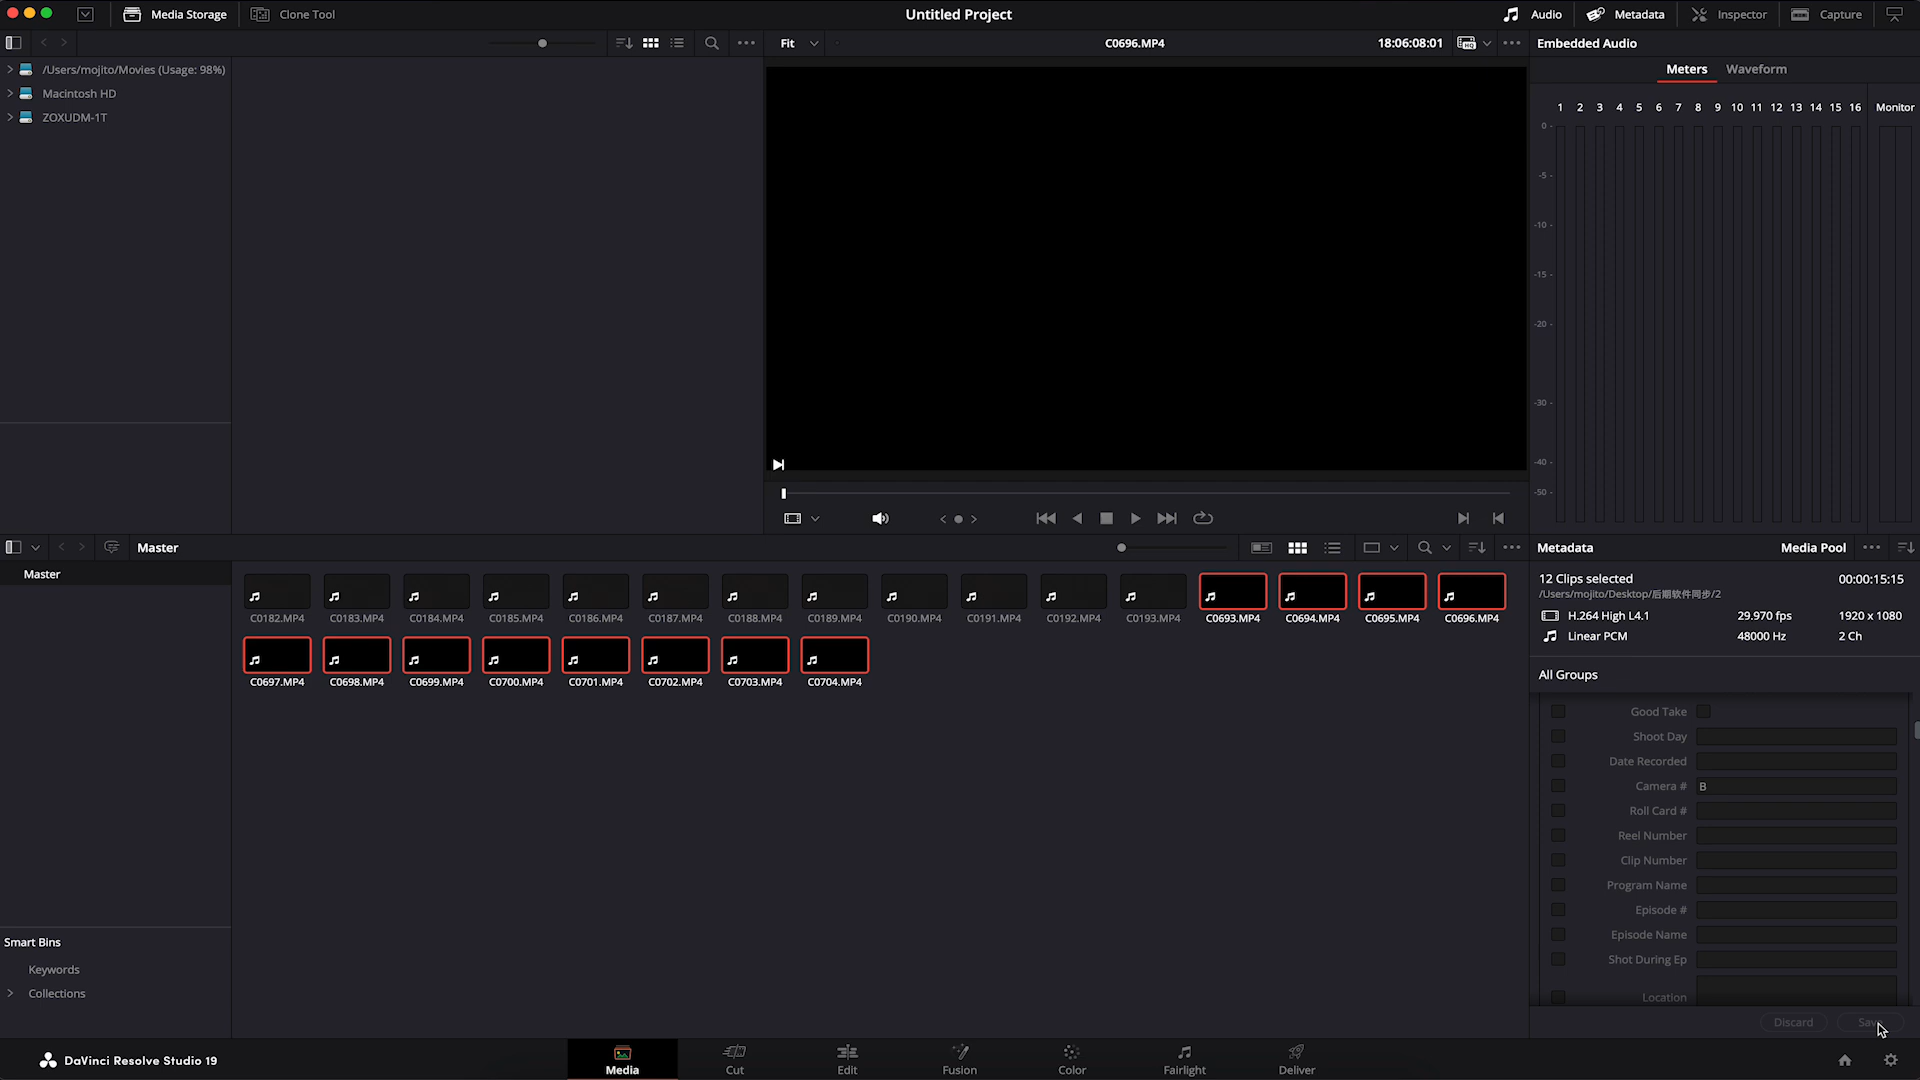 Media Storage
Clone Tool
Untitled Project
Audio
Metadata
Inspector
Capture
Fit
C0696.MP4
18:06:08:01
Embedded Audio
/Users/mojito/Movies (Usage: 98%)
Macintosh HD
ZOXUDM-1T
Meters
Waveform
1 2 3 4 5 6 7 8 9 10 11 12 13 14 15 16 Monitor
0
-5
-10
-15
-20
-30
-40
-50
Master
Metadata
Media Pool
Master
C0182.MP4 C0183.MP4 C0184.MP4 C0185.MP4 C0186.MP4 C0187.MP4 C0188.MP4 C0189.MP4 C0190.MP4 C0191.MP4 C0192.MP4 C0193.MP4 C0693.MP4 C0694.MP4 C0695.MP4 C0696.MP4
C0697.MP4 C0698.MP4 C0699.MP4 C0700.MP4 C0701.MP4 C0702.MP4 C0703.MP4 C0704.MP4
12 Clips selected 00:00:15:15
/Users/mojito/Desktop/后期软件同步/2
H.264 High L4.1 29.970 fps 1920 x 1080
Linear PCM 48000 Hz 2 Ch
All Groups
Good Take
Shoot Day
Date Recorded
Camera # B
Roll Card #
Reel Number
Clip Number
Program Name
Episode #
Episode Name
Shot During Ep
Location
Discard
Save
Smart Bins
Keywords
Collections
DaVinci Resolve Studio 19
Media
Cut
Edit
Fusion
Color
Fairlight
Deliver